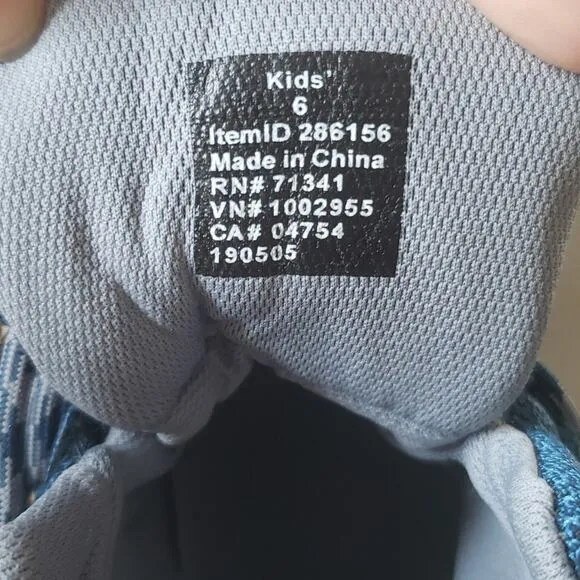 Kids'
6
ItemID 286156
Made in China
RN# 71341
VN# 1002955
CA# 04754
190505